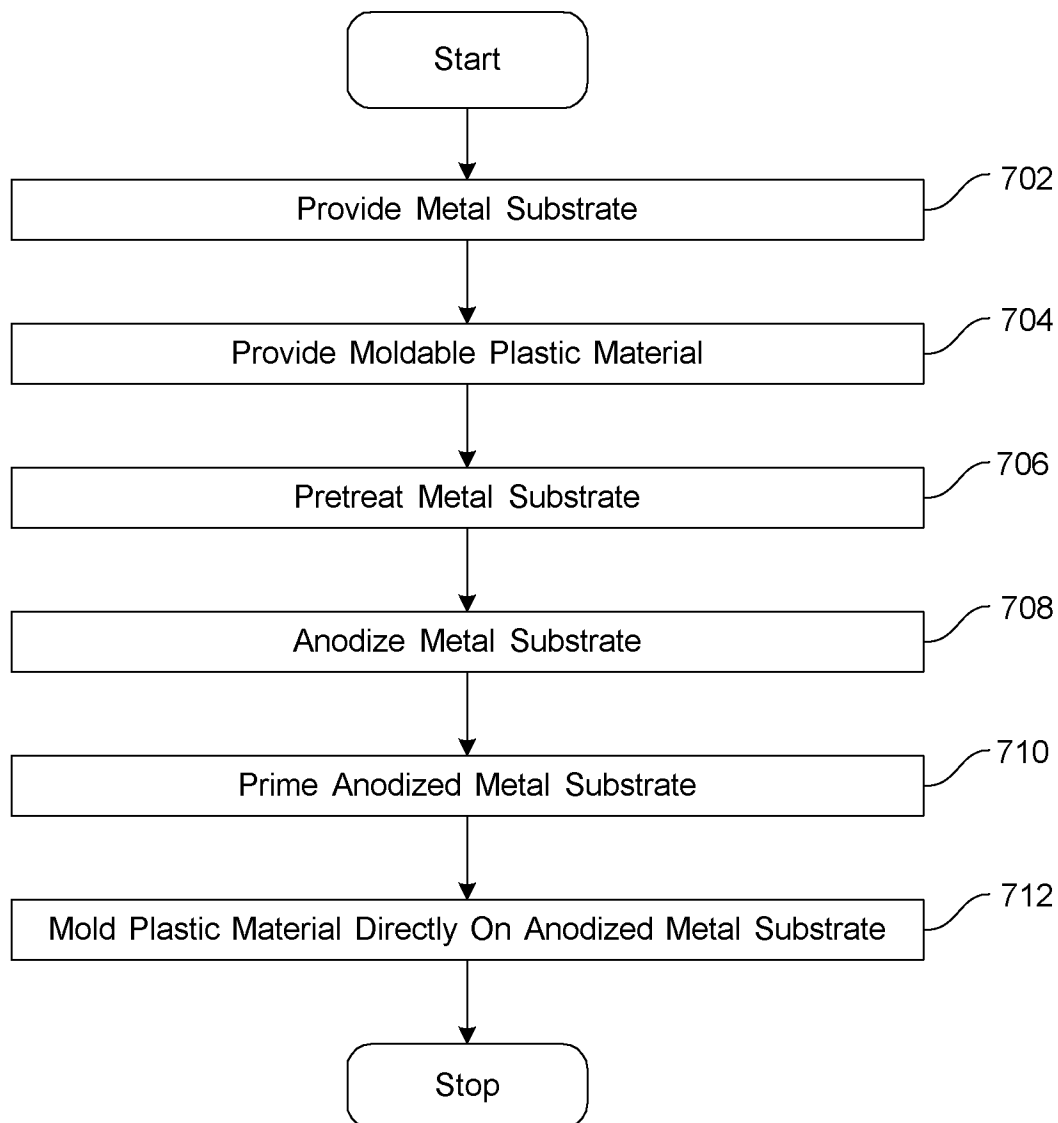 Start
Provide Metal Substrate
702
Provide Moldable Plastic Material
704
Pretreat Metal Substrate
706
Anodize Metal Substrate
708
Prime Anodized Metal Substrate
710
Mold Plastic Material Directly On Anodized Metal Substrate
712
Stop